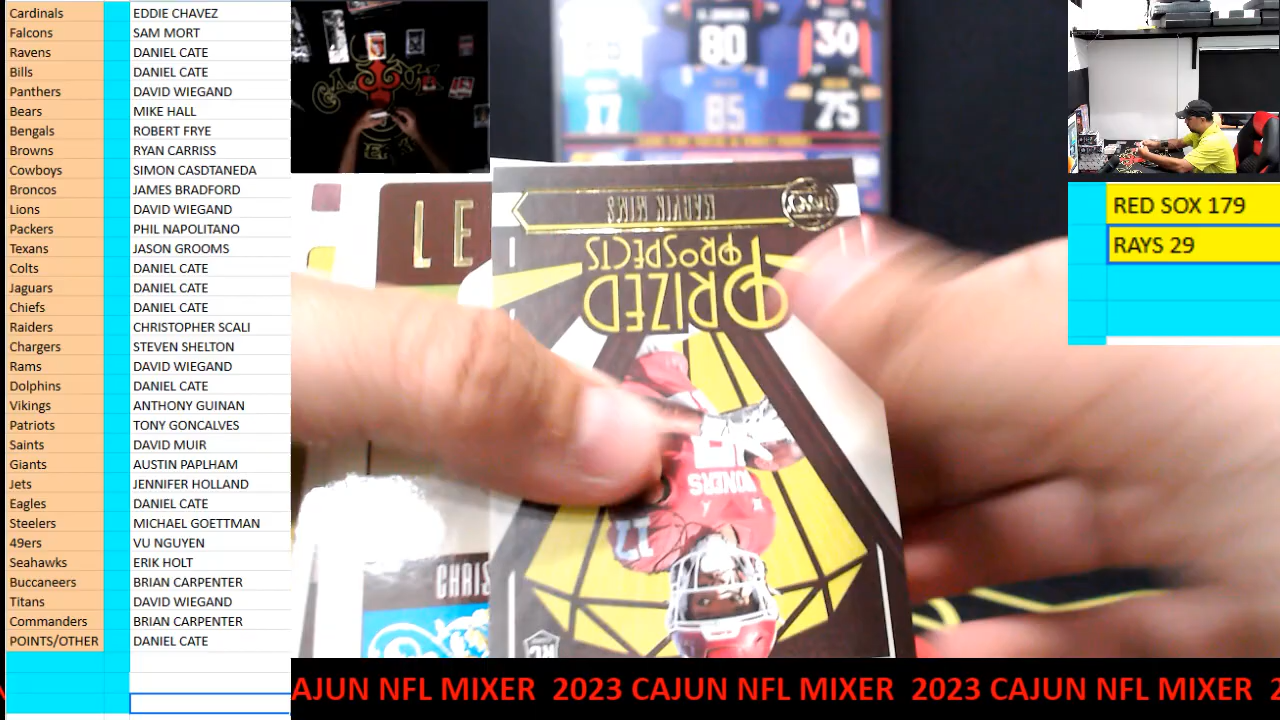 Cardinals EDDIE CHAVEZ
Falcons SAM MORT
Ravens DANIEL CATE
Bills DANIEL CATE
Panthers DAVID WIEGAND
Bears MIKE HALL
Bengals ROBERT FRYE
Browns RYAN CARRISS
Cowboys SIMON CASDTANEDA
Broncos JAMES BRADFORD
Lions DAVID WIEGAND
Packers PHIL NAPOLITANO
Texans JASON GROOMS
Colts DANIEL CATE
Jaguars DANIEL CATE
Chiefs DANIEL CATE
Raiders CHRISTOPHER SCALI
Chargers STEVEN SHELTON
Rams DAVID WIEGAND
Dolphins DANIEL CATE
Vikings ANTHONY GUINAN
Patriots TONY GONCALVES
Saints DAVID MUIR
Giants AUSTIN PAPLHAM
Jets JENNIFER HOLLAND
Eagles DANIEL CATE
Steelers MICHAEL GOETTMAN
49ers VU NGUYEN
Seahawks ERIK HOLT
Buccaneers BRIAN CARPENTER
Titans DAVID WIEGAND
Commanders BRIAN CARPENTER
POINTS/OTHER DANIEL CATE
80
30
17
85
75
LE
PRIZED
PROSPECTS
OONERS
17
RC
CHRIS
RED SOX 179
RAYS 29
AJUN NFL MIXER 2023 CAJUN NFL MIXER 2023 CAJUN NFL MIXER 2